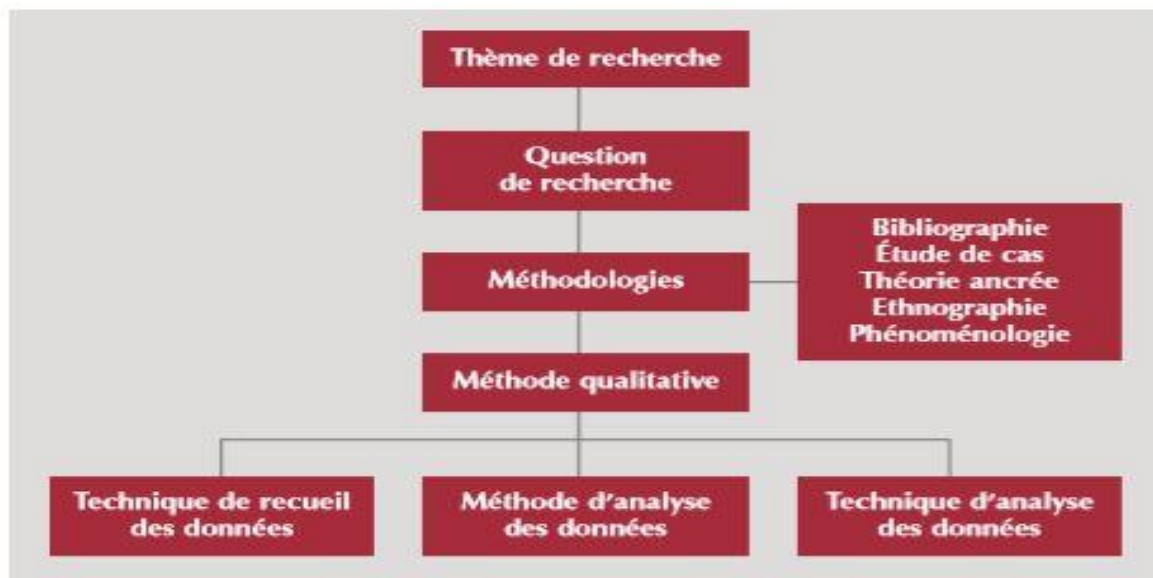 Thème de recherche
Question
de recherche
Méthodologies
Bibliographie
Étude de cas
Théorie ancrée
Ethnographie
Phénoménologie
Méthode qualitative
Technique de recueil
des données
Méthode d'analyse
des données
Technique d'analyse
des données